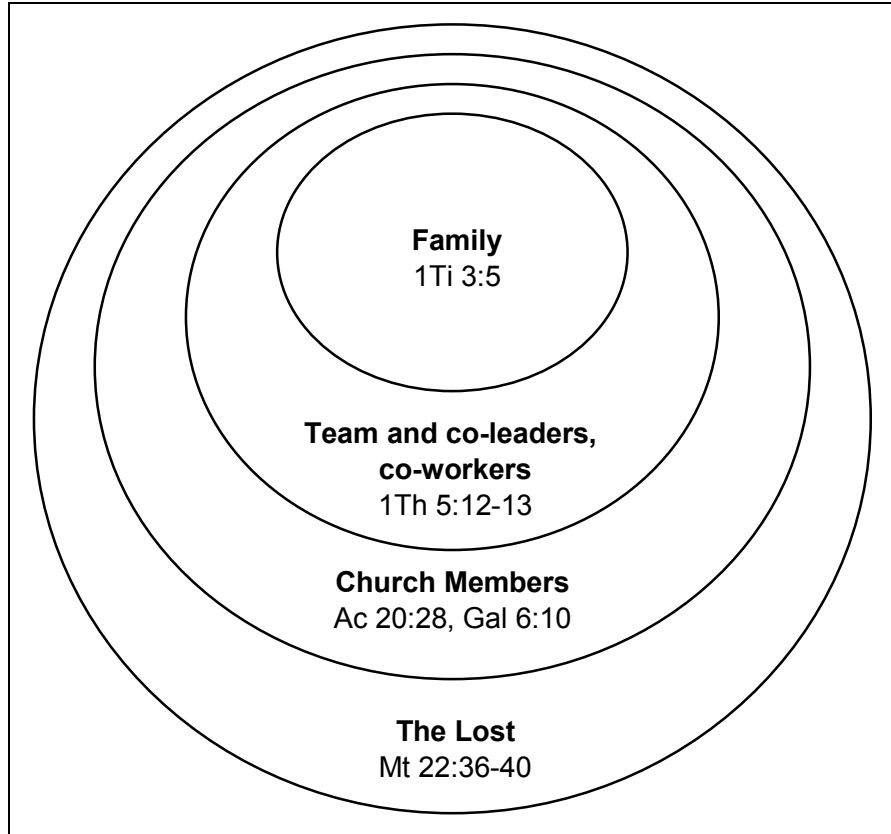 Family
1Ti 3:5
Team and co-leaders,
co-workers
1Th 5:12-13
Church Members
Ac 20:28, Gal 6:10
The Lost
Mt 22:36-40